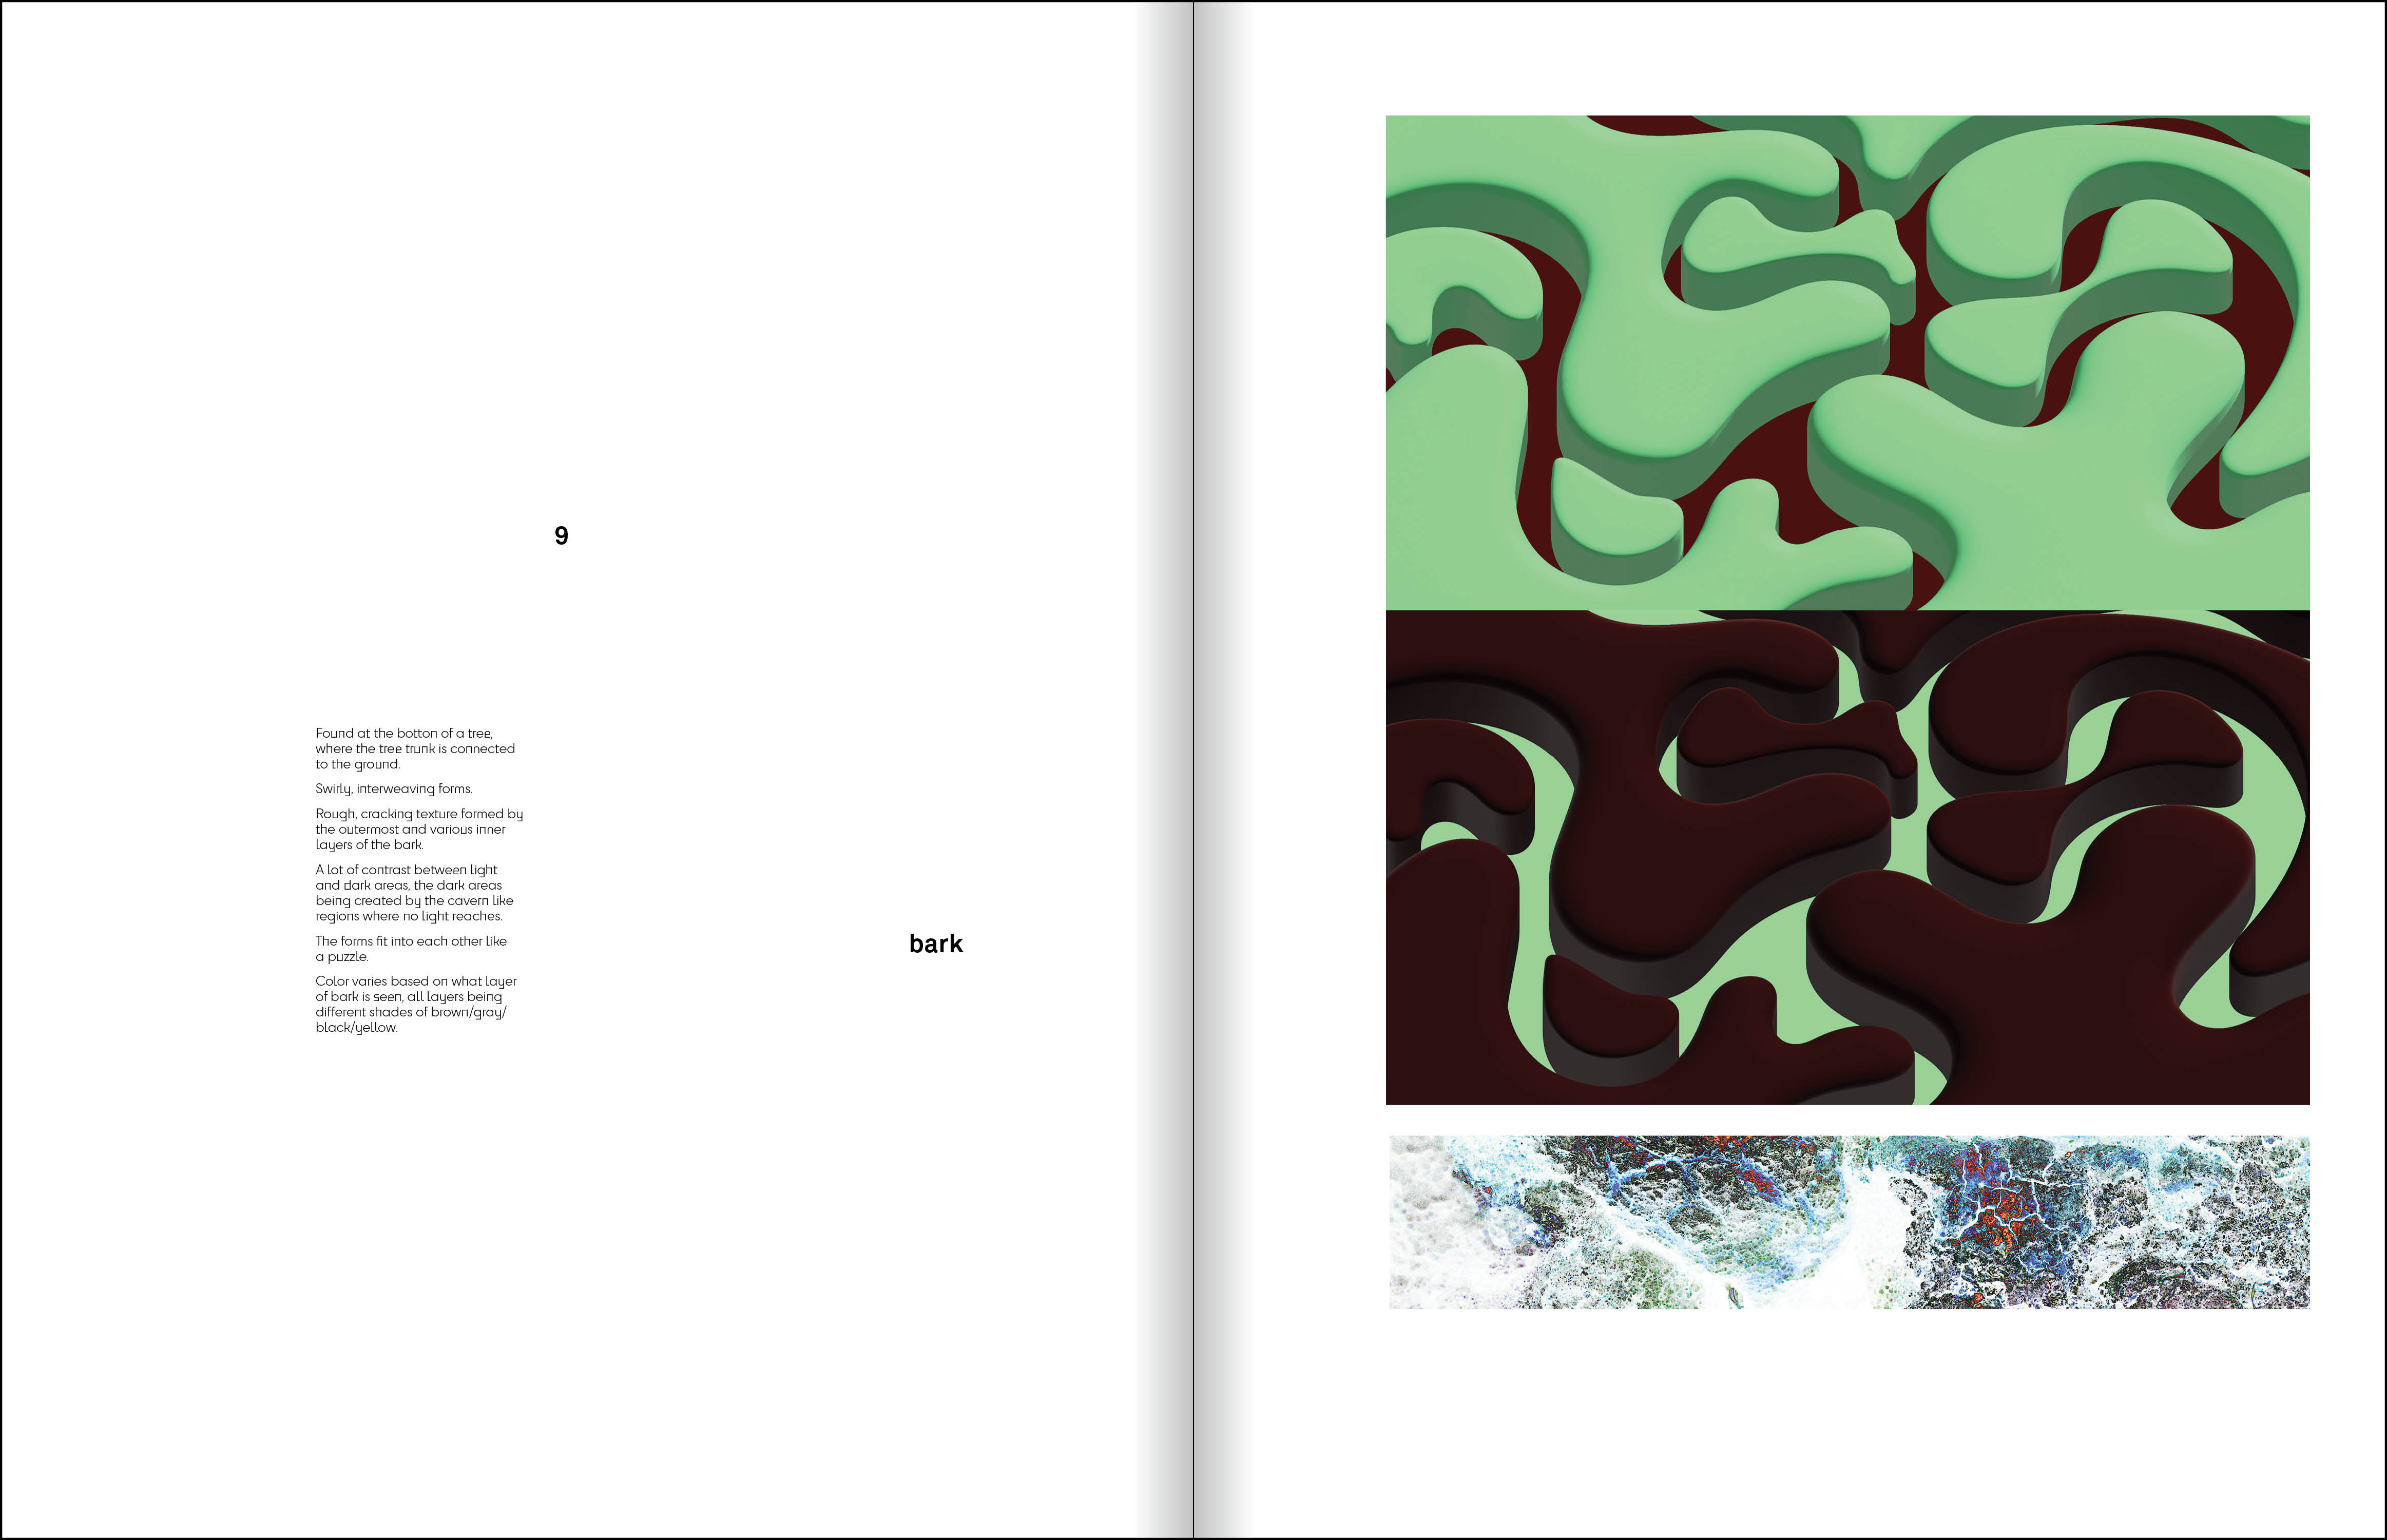 9
Found at the botton of a tree,
where the tree trunk is connected
to the ground.
Swirly, interweaving forms.
Rough, cracking texture formed by
the outermost and various inner
layers of the bark.
A lot of contrast between light
and dark areas, the dark areas
being created by the cavern like
regions where no light reaches.
The forms fit into each other like
a puzzle.
Color varies based on what layer
of bark is seen, all layers being
different shades of brown/gray/
black/yellow.
bark